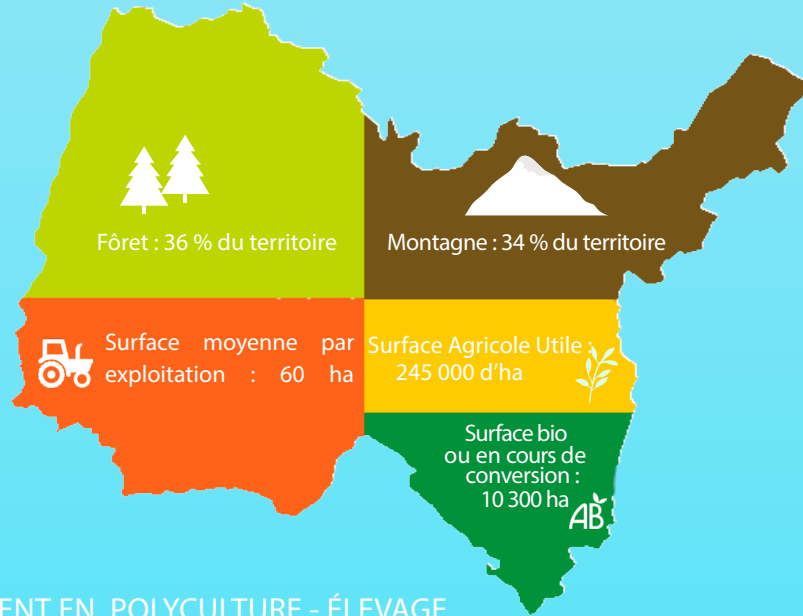 Fôret : 36 % du territoire
Montagne : 34 % du territoire
Surface moyenne par
exploitation : 60 ha
Surface Agricole Utile :
245 000 d’ha
Surface bio
ou en cours de
conversion :
10 300 ha
AB
ENT EN POLYCULTURE - ÉLEVAGE